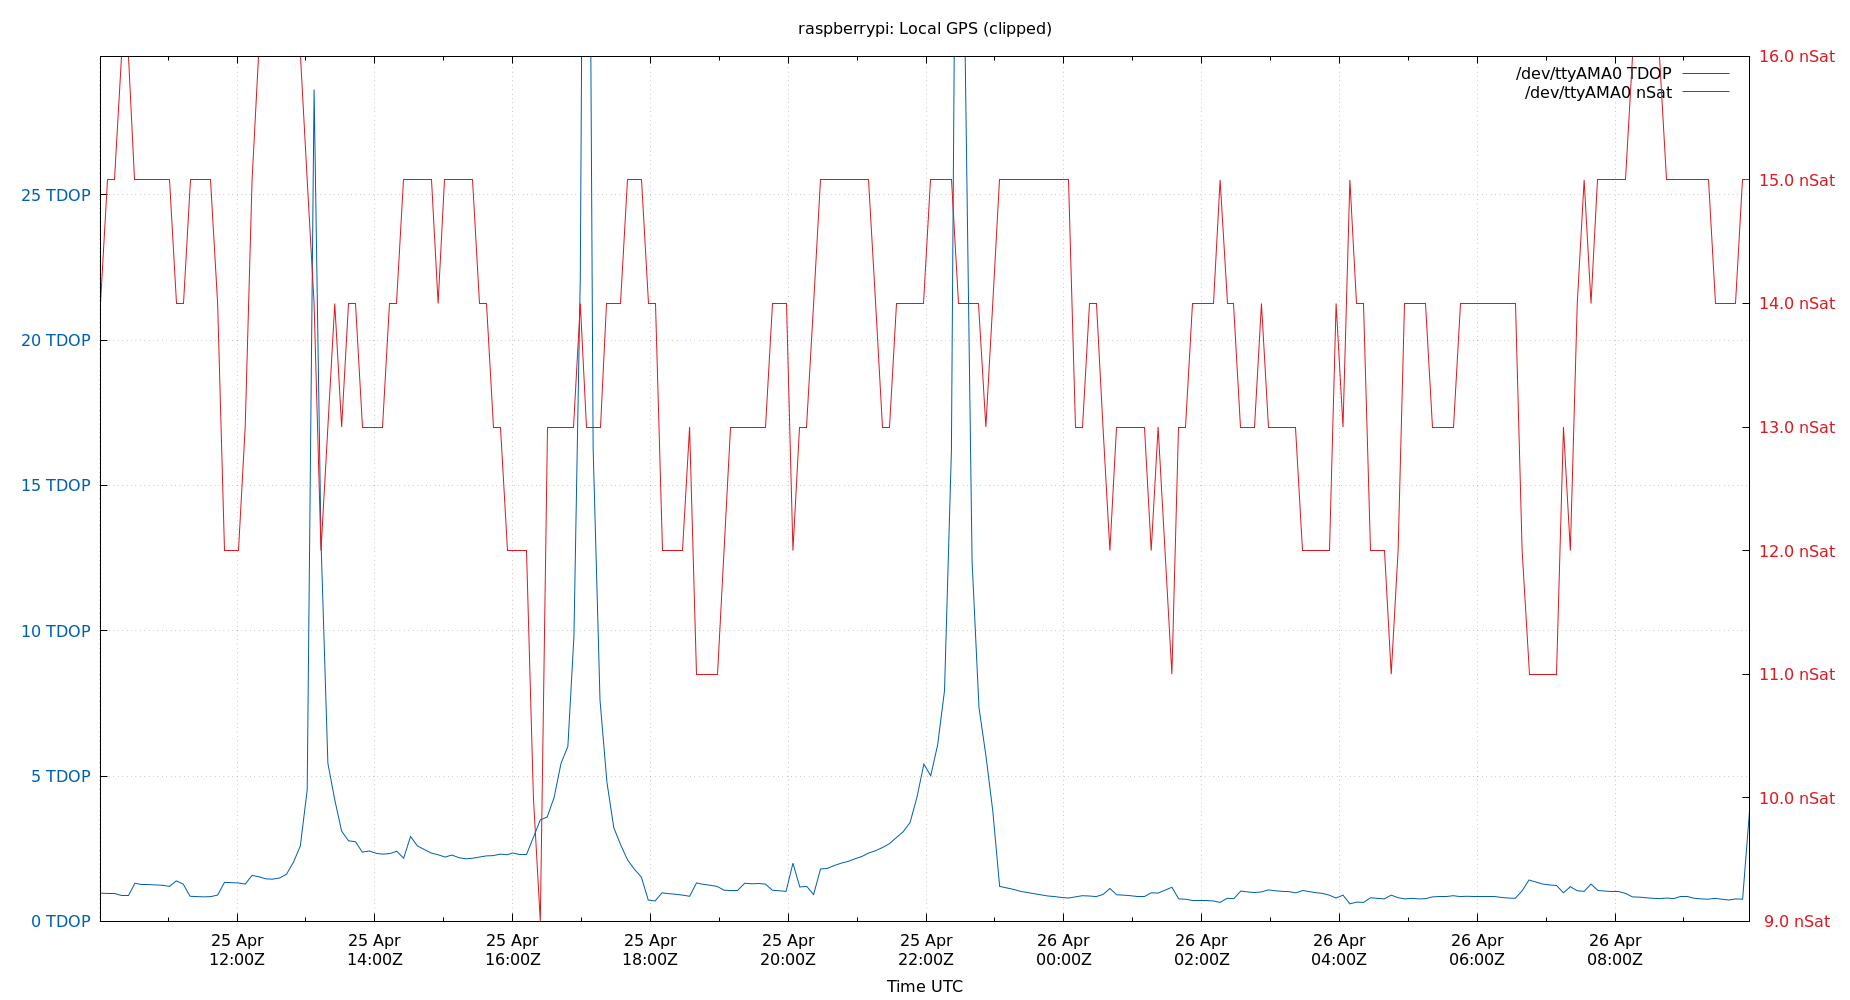 raspberrypi: Local GPS (clipped)
16.0 nSat
/dev/ttyAMA0 TDOP
/dev/ttyAMA0 nSat
15.0 nSat
25 TDOP
14.0 nSat
20 TDOP
13.0 nSat
15 TDOP
12.0 nSat
10 TDOP
11.0 nSat
5 TDOP
10.0 nSat
0 TDOP
9.0 nSat
25 Apr 25 Apr 25 Apr 25 Apr 25 Apr 25 Apr 26 Apr 26 Apr 26 Apr 26 Apr 26 Apr
12:00Z 14:00Z 16:00Z 18:00Z 20:00Z 22:00Z 00:00Z 02:00Z 04:00Z 06:00Z 08:00Z
Time UTC